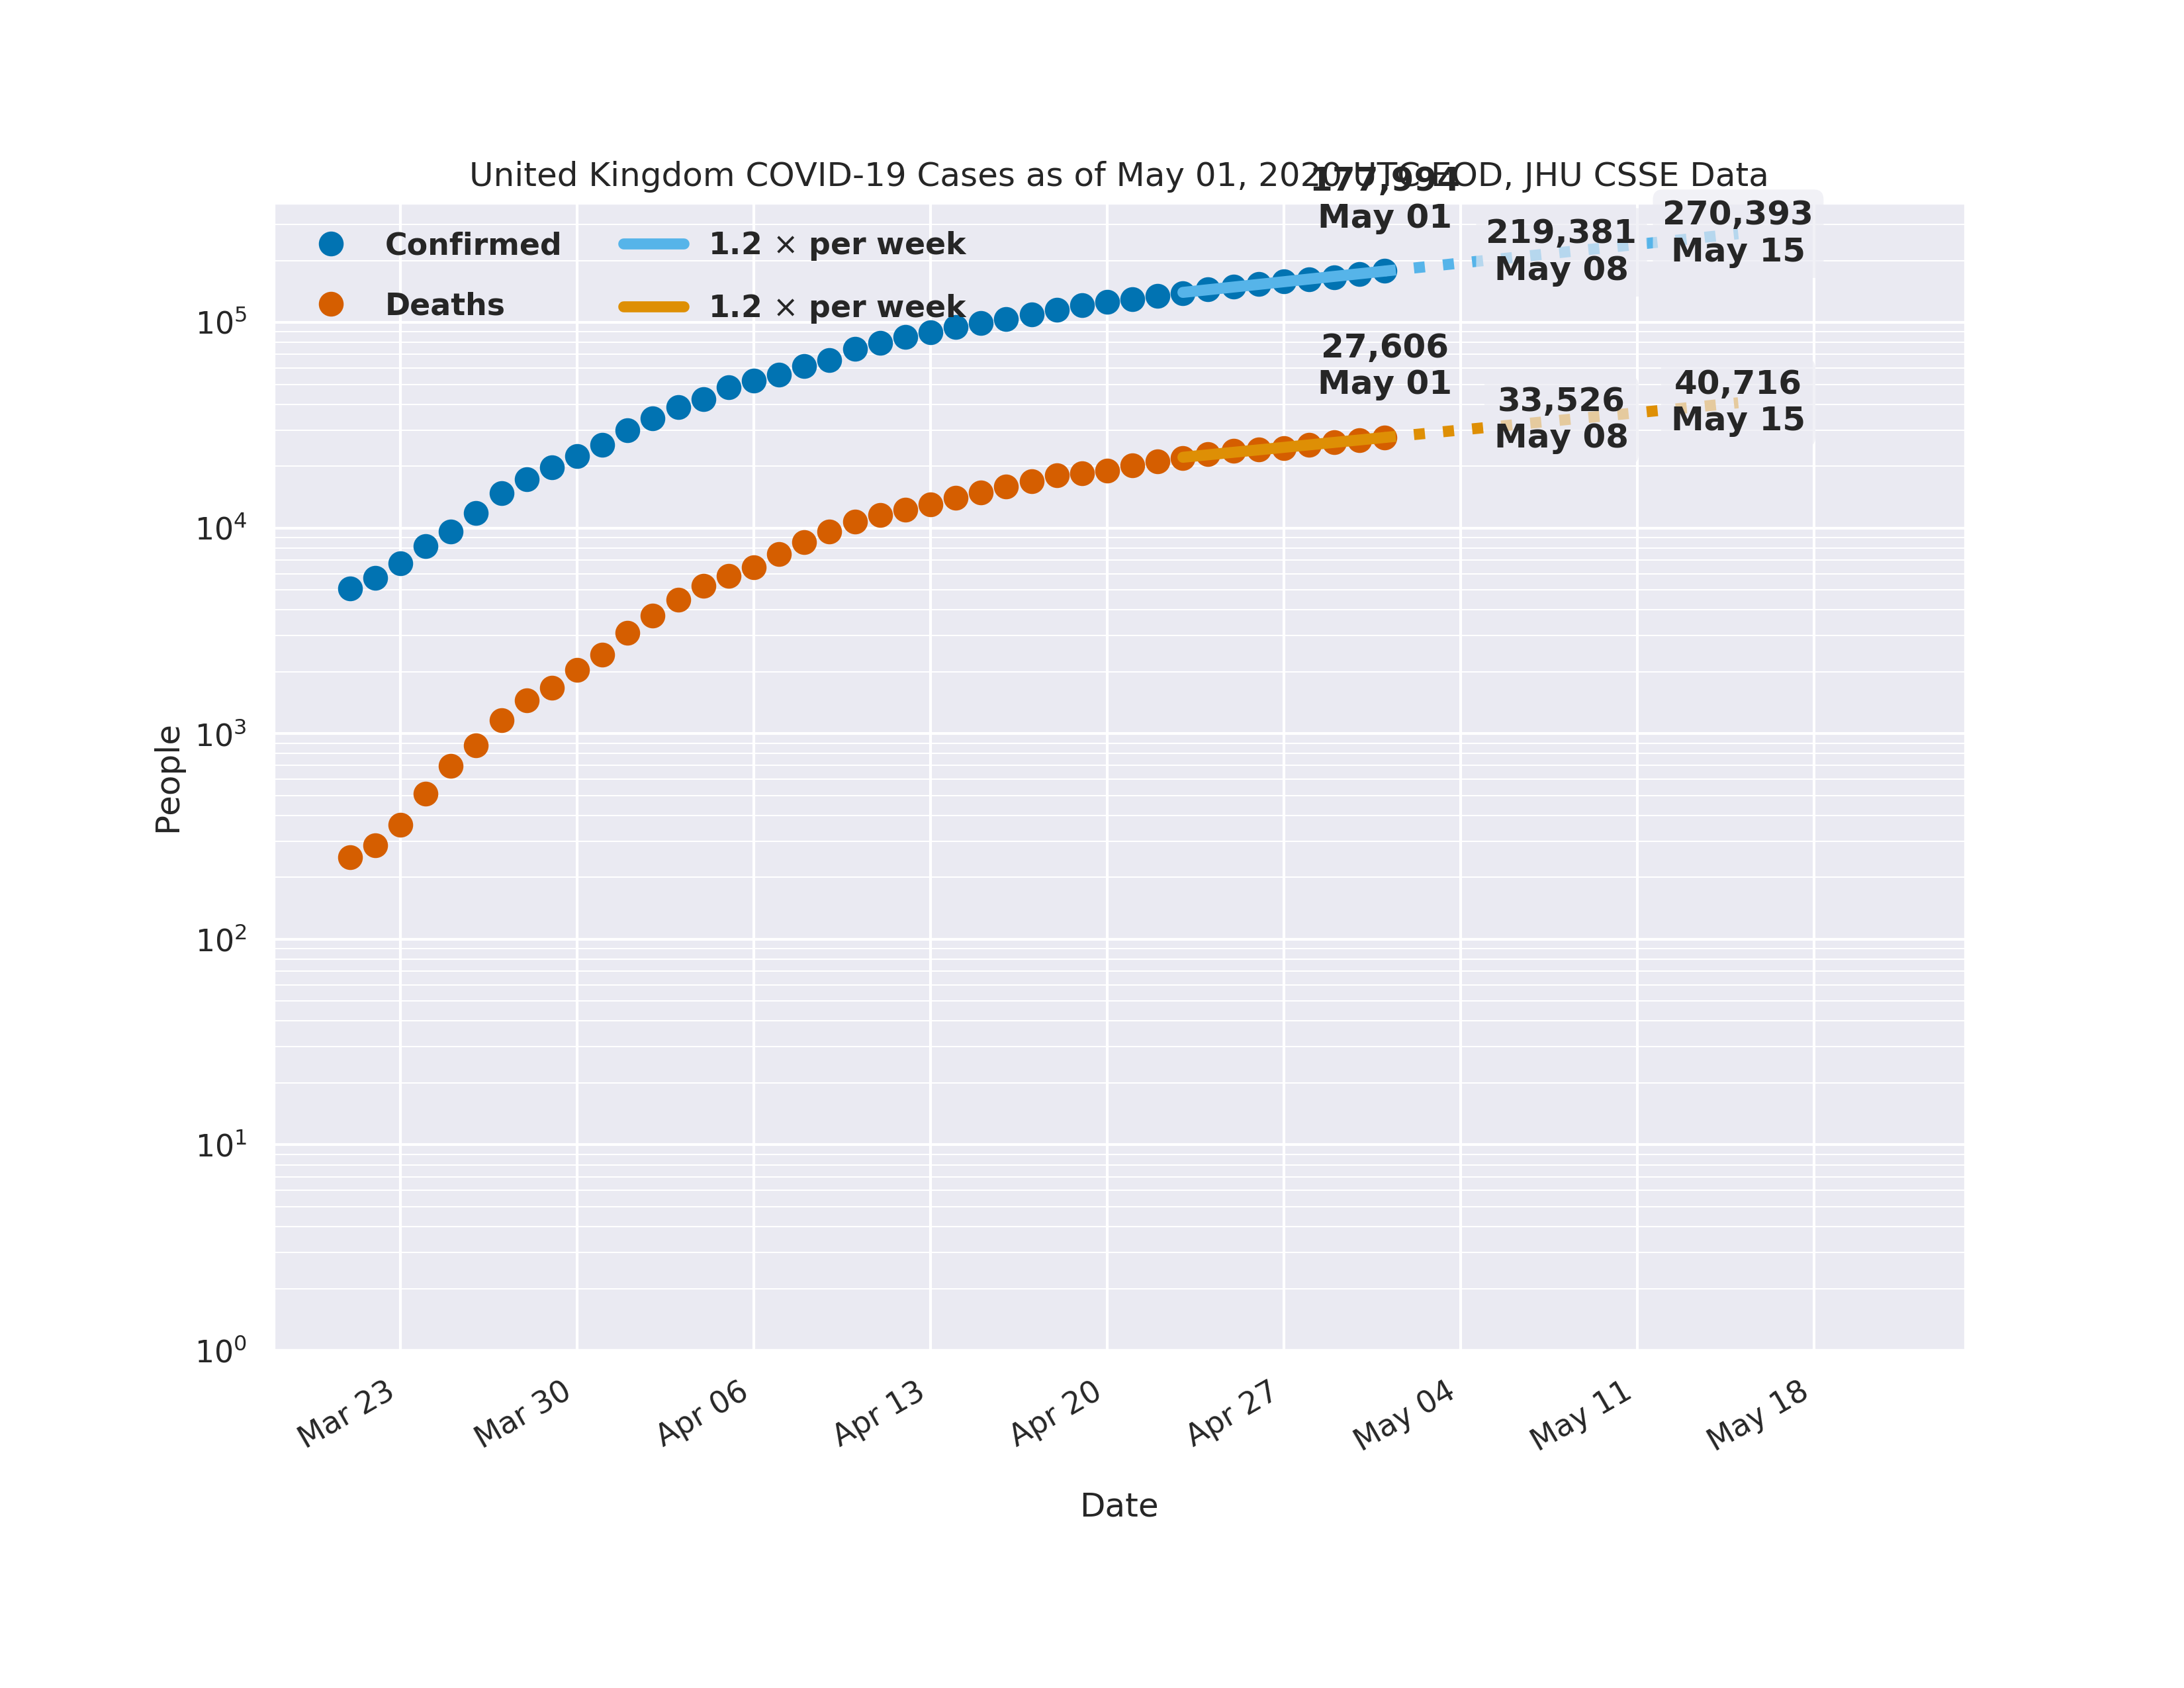 United Kingdom COVID-19 Cases as of May 01, 2020 UTC EOD, JHU CSSE Data
177,994
May 01
219,381
May 08
270,393
May 15
Confirmed
1.2 × per week
Deaths
1.2 × per week
27,606
May 01
33,526
May 08
40,716
May 15
People
10⁵
10⁴
10³
10²
10¹
10⁰
Mar 23
Mar 30
Apr 06
Apr 13
Apr 20
Apr 27
May 04
May 11
May 18
Date